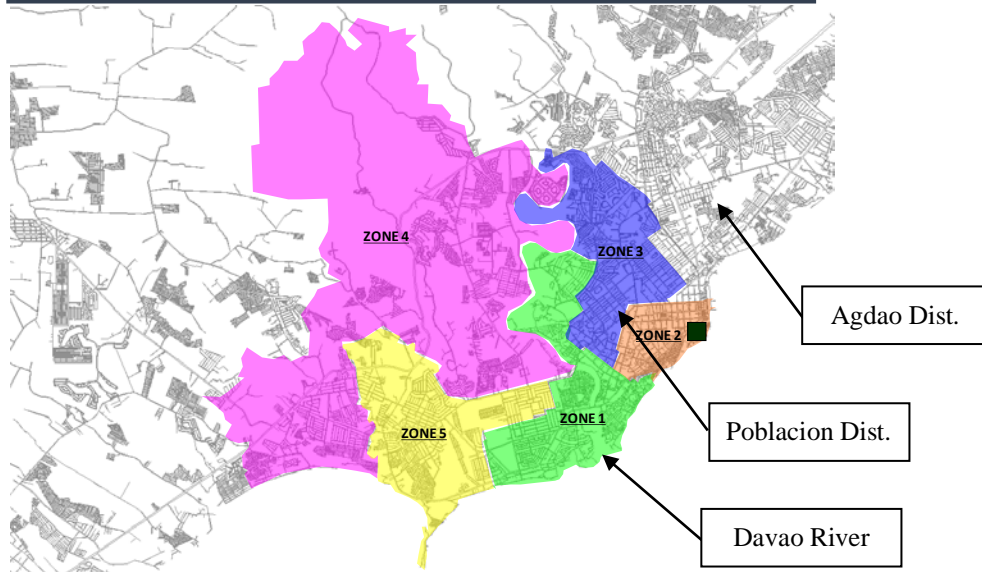 ZONE 4
ZONE 3
Agdao Dist.
ZONE 2
Poblacion Dist.
ZONE 1
ZONE 5
Davao River